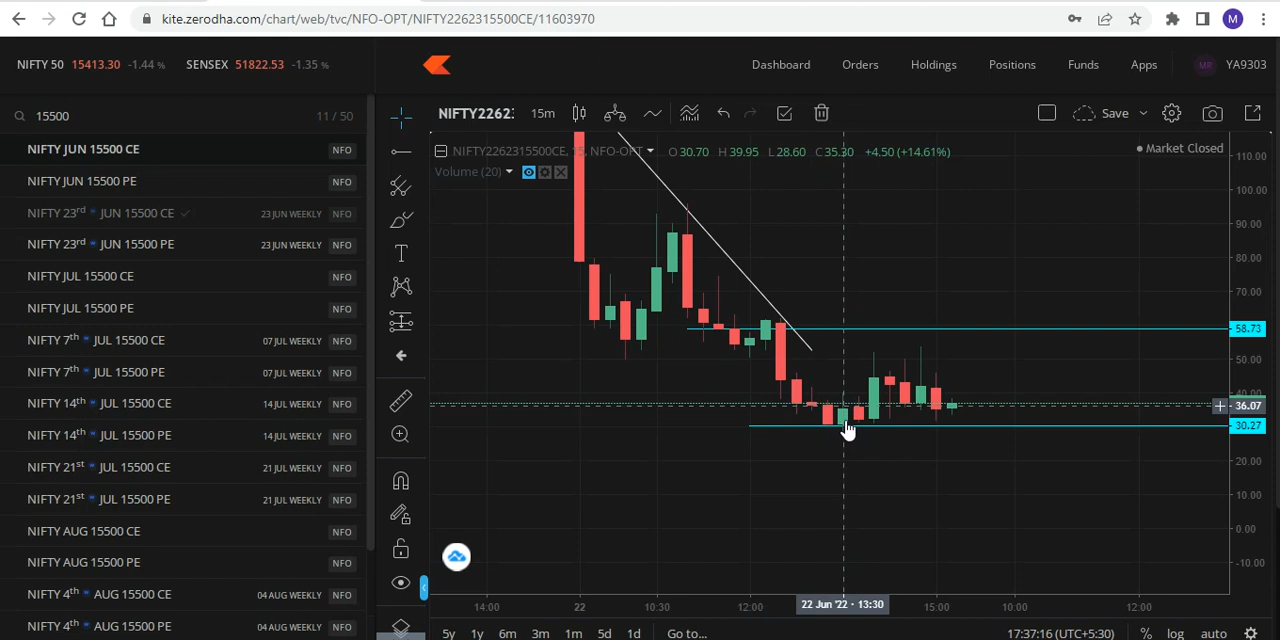 kite.zerodha.com/chart/web/tvc/NFO-OPT/NIFTY2262315500CE/11603970
M
NIFTY 50 15413.30 -1.44 % SENSEX 51822.53 -1.35 %
Dashboard Orders Holdings Positions Funds Apps MR YA9303
15500 11 / 50
NIFTY2262 15m Save
NIFTY JUN 15500 CE NFO
NIFTY JUN 15500 PE NFO
NIFTY 23rd JUN 15500 CE 23 JUN WEEKLY NFO
NIFTY 23rd JUN 15500 PE 23 JUN WEEKLY NFO
NIFTY JUL 15500 CE NFO
NIFTY JUL 15500 PE NFO
NIFTY 7th JUL 15500 CE 07 JUL WEEKLY NFO
NIFTY 7th JUL 15500 PE 07 JUL WEEKLY NFO
NIFTY 14th JUL 15500 CE 14 JUL WEEKLY NFO
NIFTY 14th JUL 15500 PE 14 JUL WEEKLY NFO
NIFTY 21st JUL 15500 CE 21 JUL WEEKLY NFO
NIFTY 21st JUL 15500 PE 21 JUL WEEKLY NFO
NIFTY AUG 15500 CE NFO
NIFTY AUG 15500 PE NFO
NIFTY 4th AUG 15500 CE 04 AUG WEEKLY NFO
NIFTY 4th AUG 15500 PE 04 AUG WEEKLY NFO
NIFTY2262315500CE, 15, NFO-OPT O 30.70 H 39.95 L 28.60 C 35.30 +4.50 (+14.61%)
Market Closed
Volume (20)
110.00
100.00
90.00
80.00
70.00
58.73
50.00
40.00
36.07
30.27
20.00
10.00
0.00
-10.00
14:00 22 10:30 12:00 22 Jun '22 · 13:30 15:00 10:00 12:00
5y 1y 6m 3m 1m 5d 1d Go to... 17:37:16 (UTC+5:30) % log auto